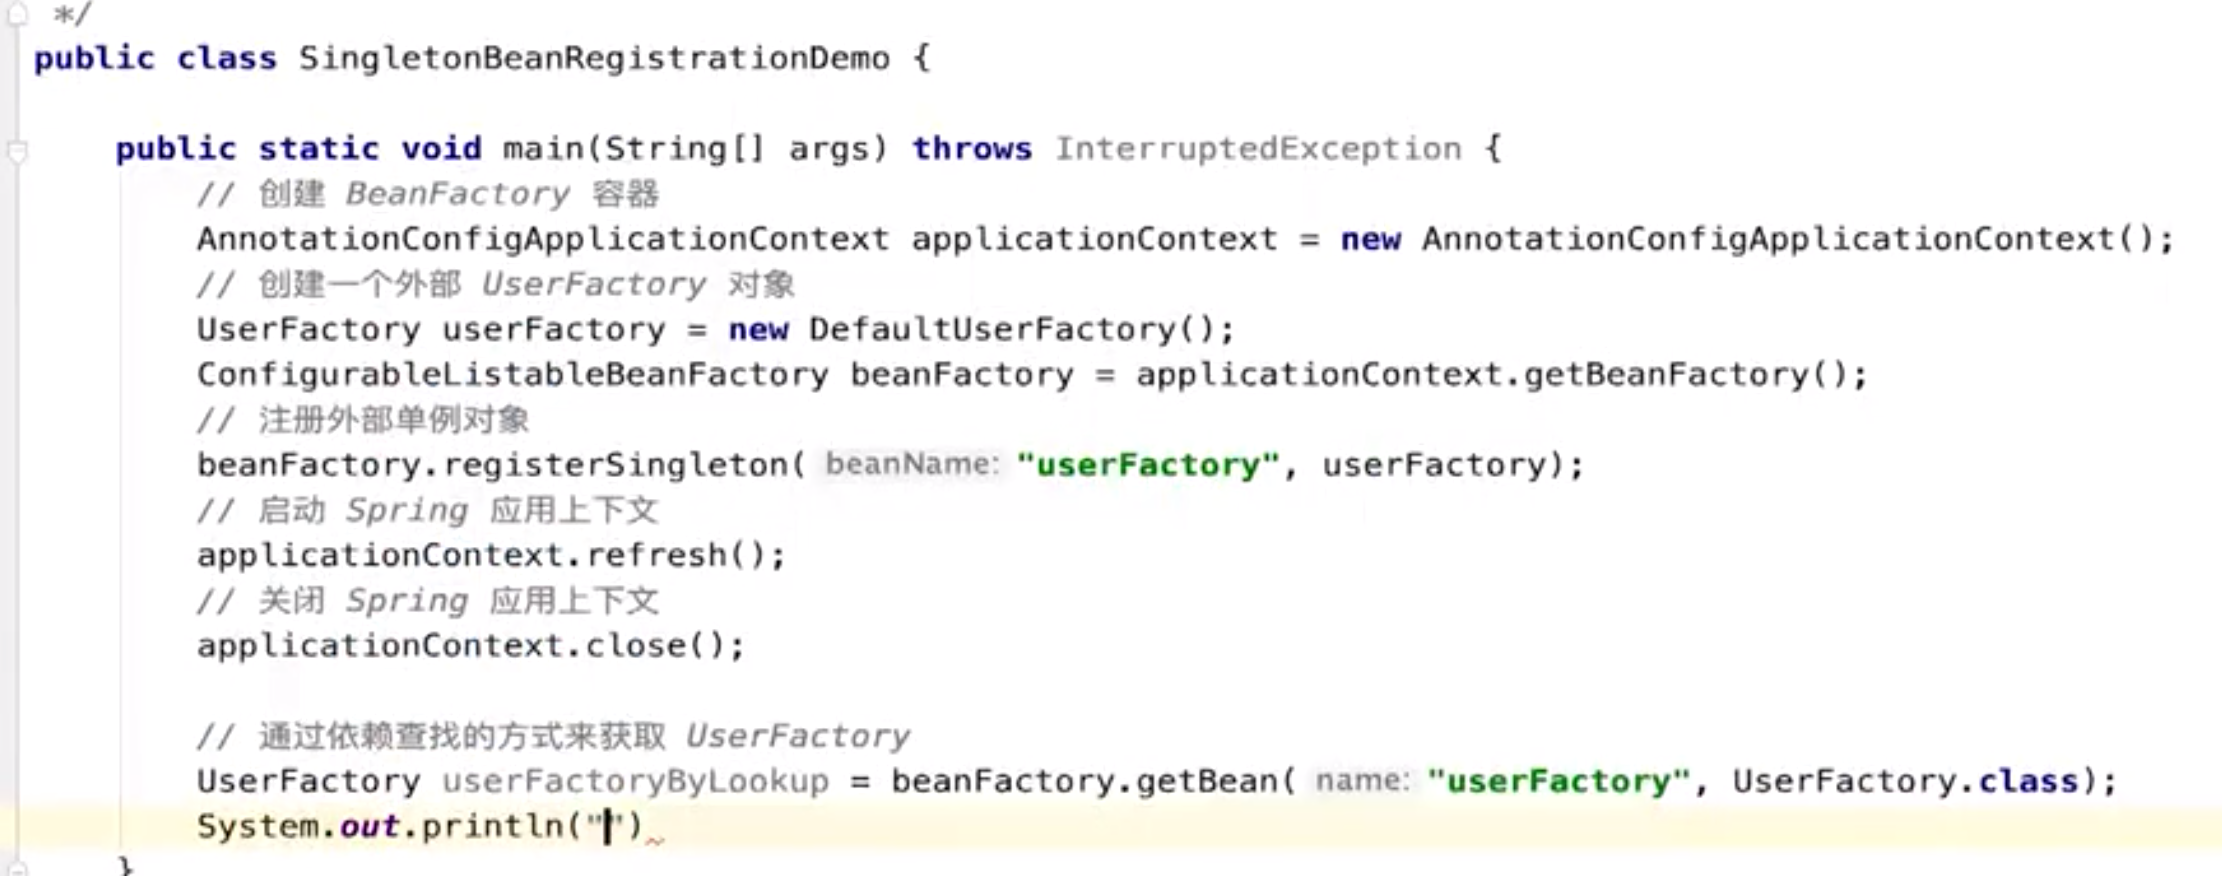 */
public class SingletonBeanRegistrationDemo {
public static void main(String[] args) throws InterruptedException {
// 创建 BeanFactory 容器
AnnotationConfigApplicationContext applicationContext = new AnnotationConfigApplicationContext();
// 创建一个外部 UserFactory 对象
UserFactory userFactory = new DefaultUserFactory();
ConfigurableListableBeanFactory beanFactory = applicationContext.getBeanFactory();
// 注册外部单例对象
beanFactory.registerSingleton( beanName: "userFactory", userFactory);
// 启动 Spring 应用上下文
applicationContext.refresh();
// 关闭 Spring 应用上下文
applicationContext.close();
// 通过依赖查找的方式来获取 UserFactory
UserFactory userFactoryByLookup = beanFactory.getBean( name: "userFactory", UserFactory.class);
System.out.println("")
}